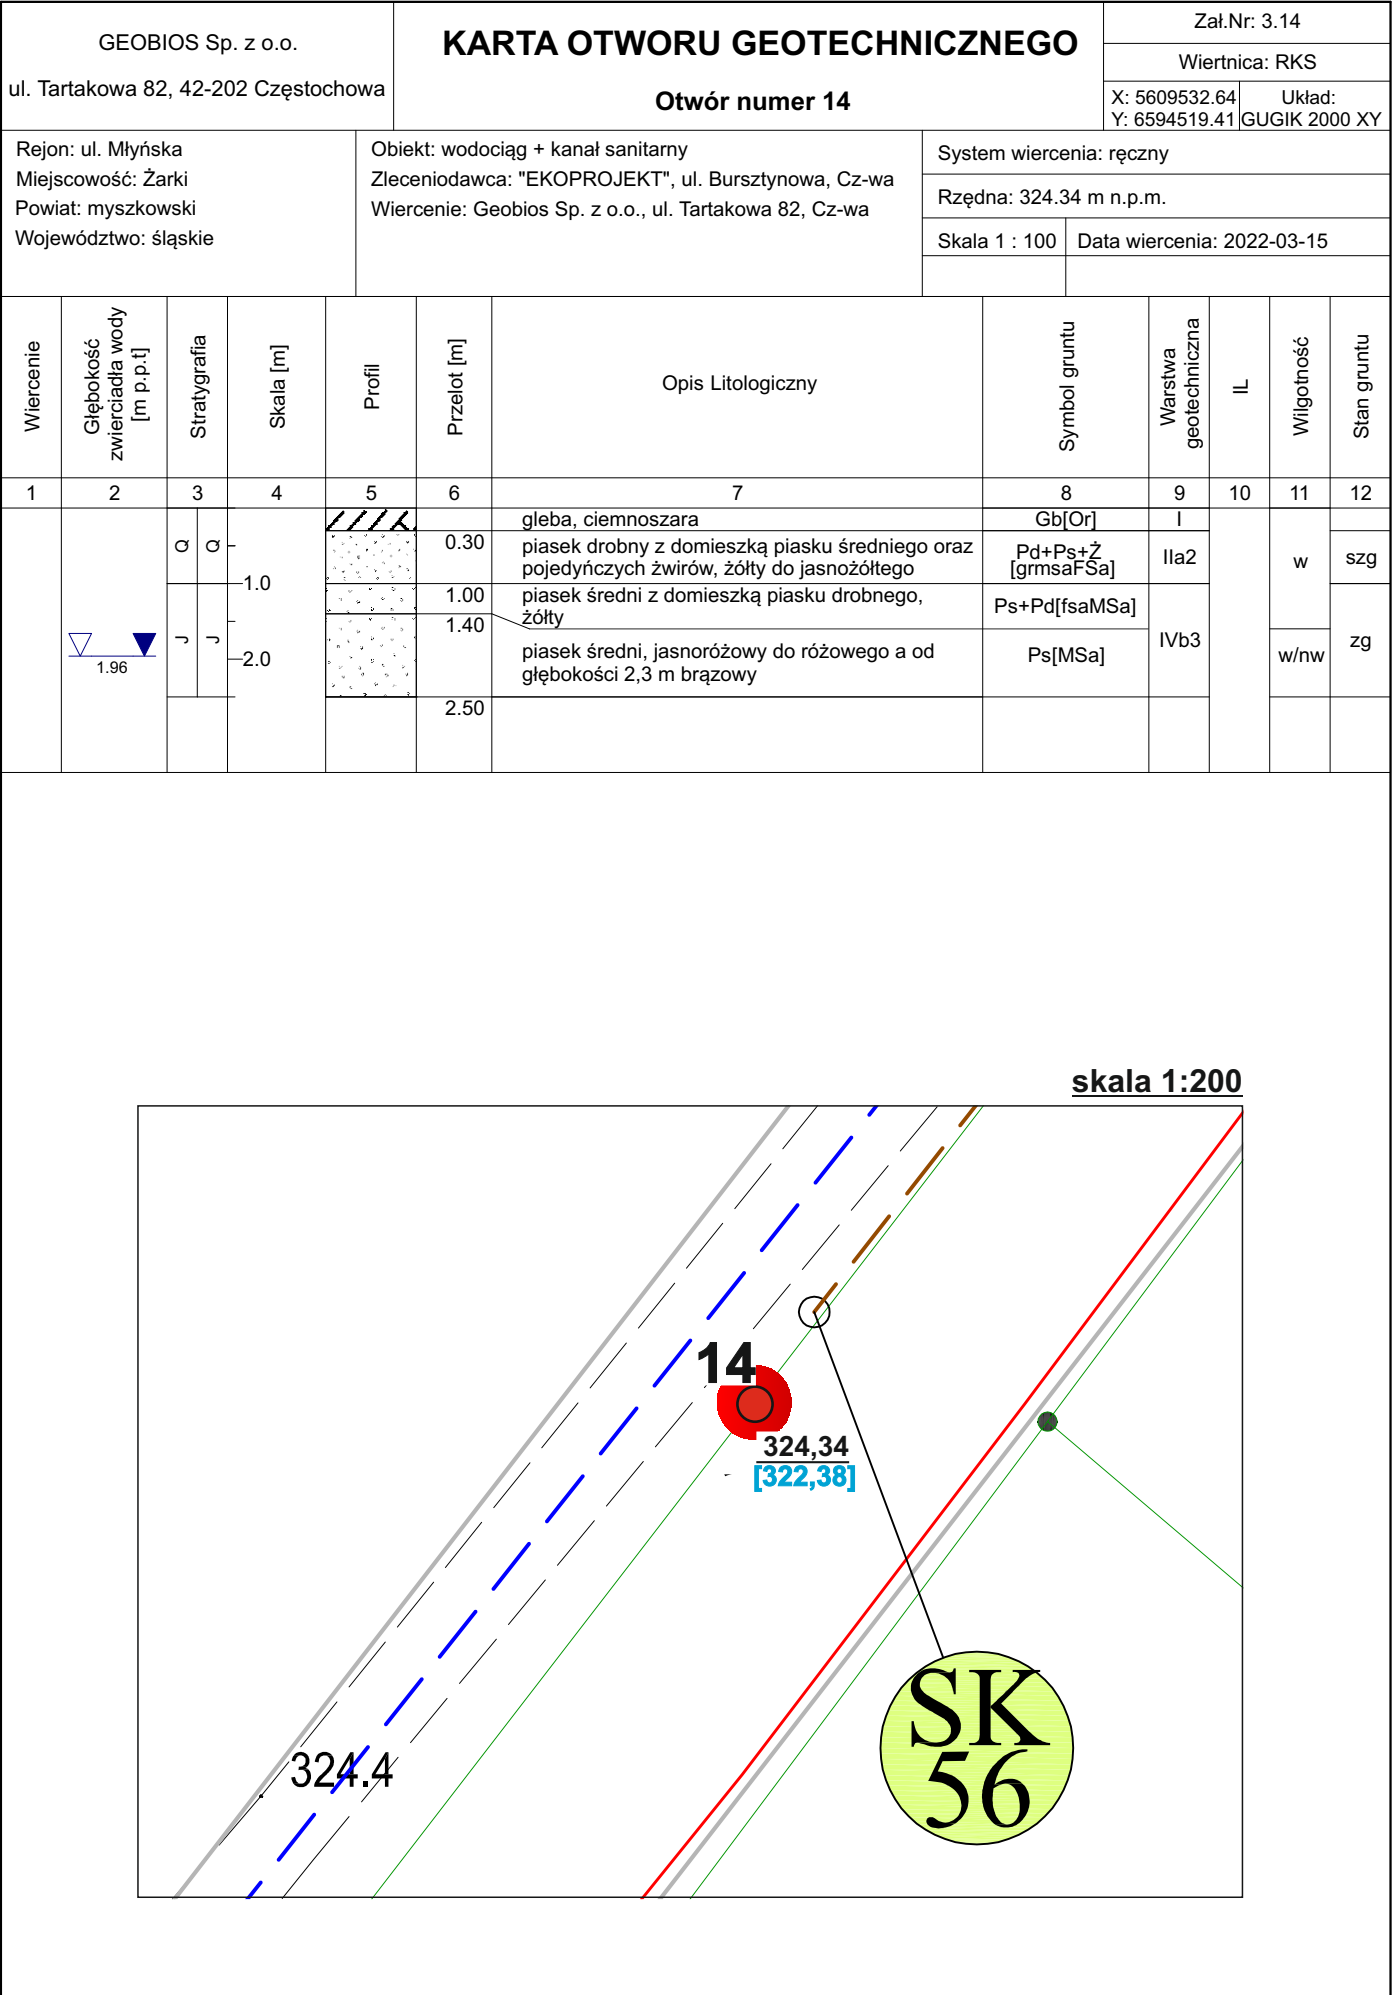 GEOBIOS Sp. z o.o.
ul. Tartakowa 82, 42-202 Częstochowa
KARTA OTWORU GEOTECHNICZNEGO
Otwór numer 14
Zał.Nr: 3.14
Wiertnica: RKS
X: 5609532.64
Y: 6594519.41
Układ:
GUGIK 2000 XY
Rejon: ul. Młyńska
Miejscowość: Żarki
Powiat: myszkowski
Województwo: śląskie
Obiekt: wodociąg + kanał sanitarny
Zleceniodawca: "EKOPROJEKT", ul. Bursztynowa, Cz-wa
Wiercenie: Geobios Sp. z o.o., ul. Tartakowa 82, Cz-wa
System wiercenia: ręczny
Rzędna: 324.34 m n.p.m.
Skala 1 : 100
Data wiercenia: 2022-03-15
Wiercenie
Głębokość
zwierciadła wody
[m p.p.t]
Stratygrafia
Skala [m]
Profil
Przelot [m]
Opis Litologiczny
Symbol gruntu
Warstwa
geotechniczna
IL
Wilgotność
Stan gruntu
1 2 3 4 5 6 7 8 9 10 11 12
gleba, ciemnoszara
Gb[Or]
I
Q Q
0.30
piasek drobny z domieszką piasku średniego oraz
pojedyńczych żwirów, żółty do jasnożółtego
Pd+Ps+Ż
[grmsaFSa]
IIa2
w
szg
1.0
1.00
piasek średni z domieszką piasku drobnego,
żółty
Ps+Pd[fsaMSa]
1.40
J J
IVb3
zg
1.96
2.0
piasek średni, jasnoróżowy do różowego a od
głębokości 2,3 m brązowy
Ps[MSa]
w/nw
2.50
skala 1:200
14
324,34
[322,38]
SK
56
324.4